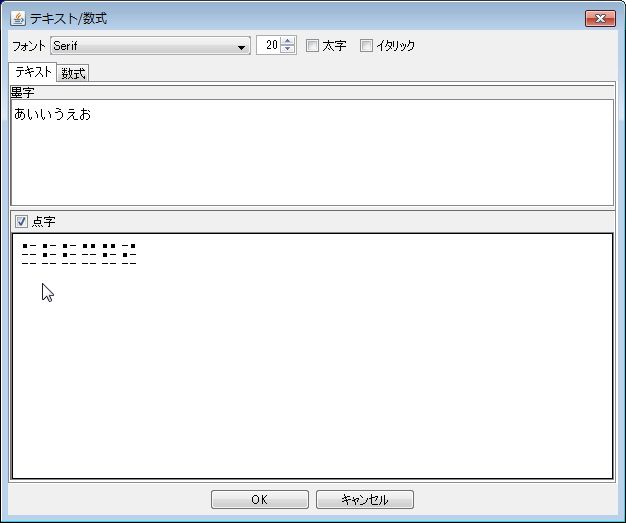 テキスト/数式
フォント Serif 20 太字 イタリック
テキスト 数式
墨字
あいいうえお
点字
⠁⠃⠃⠉⠋⠊
OK キャンセル